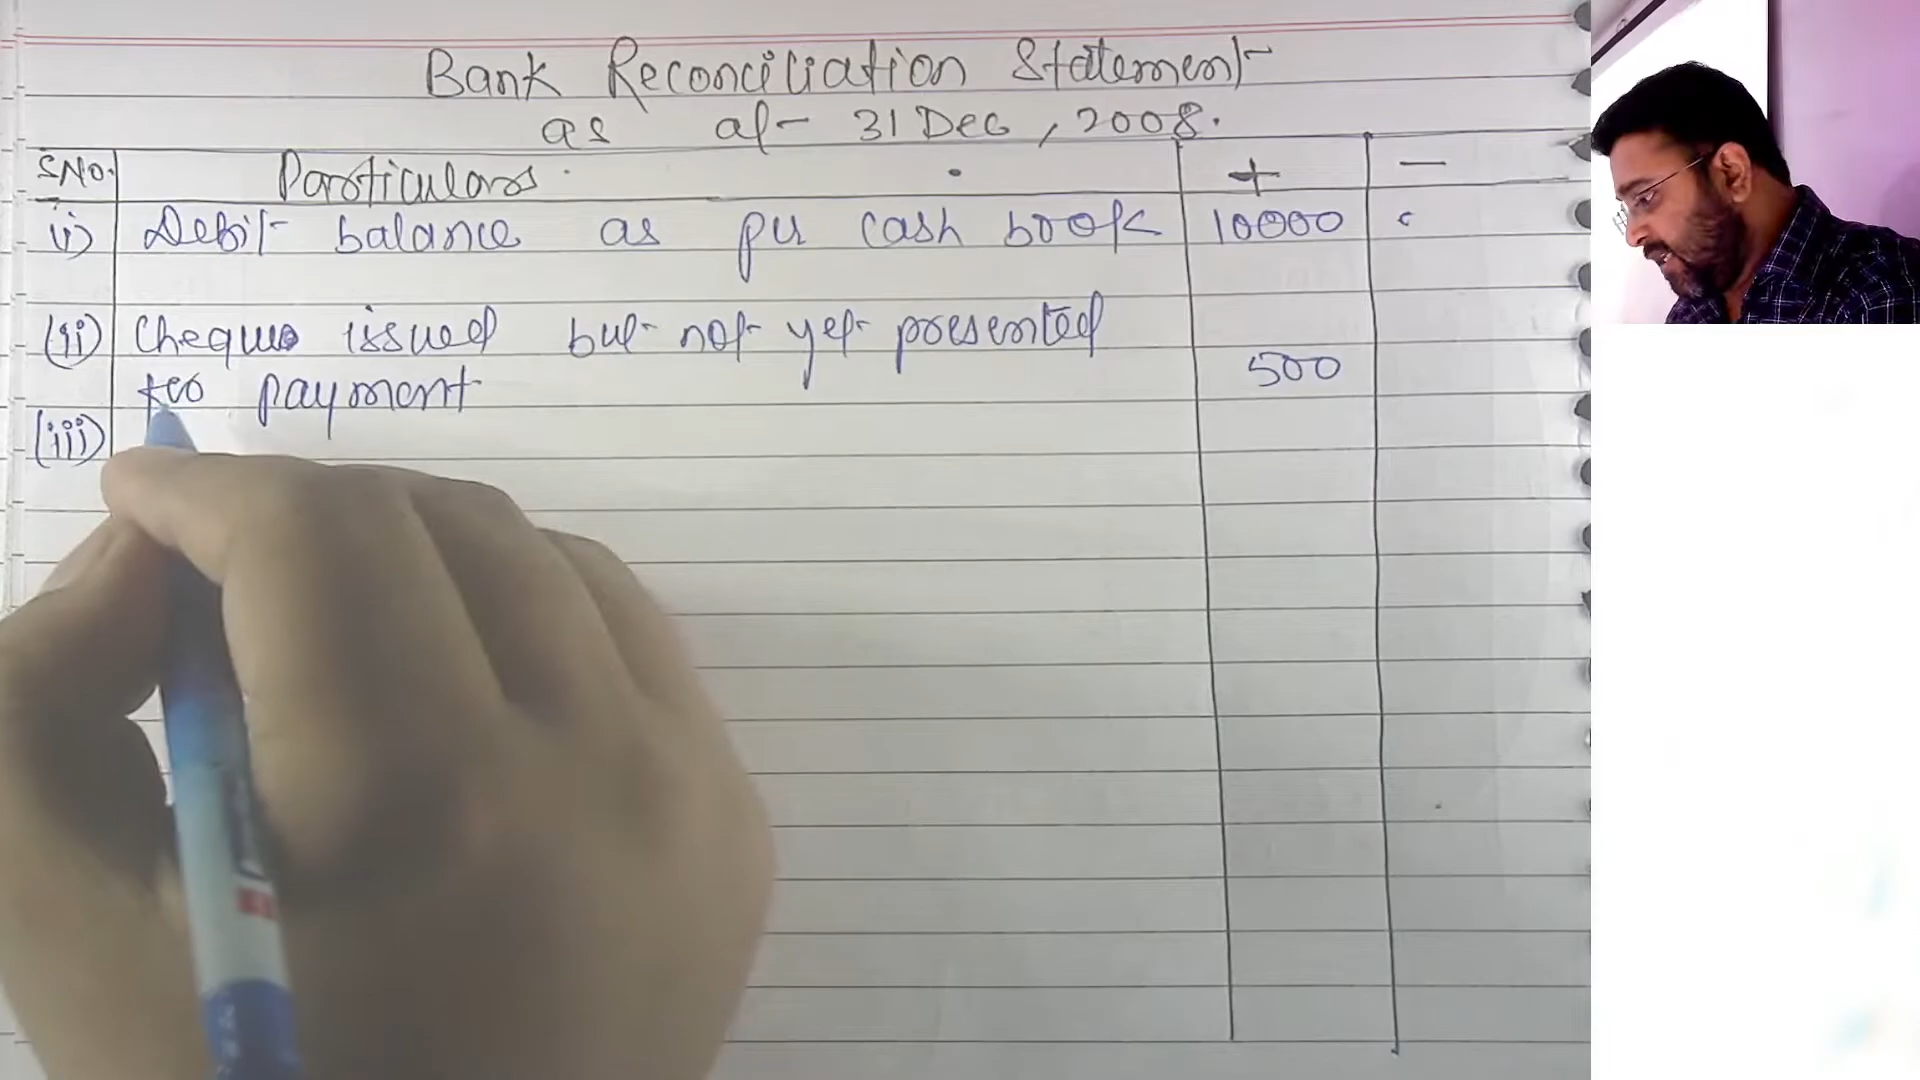 Bank Reconciliation Statement
as at 31 Dec, 2008.
S.No. Particulars. + -
(i) Debit balance as per cash book 10000
(ii) Cheques issued but not yet presented
for payment 500
(iii)